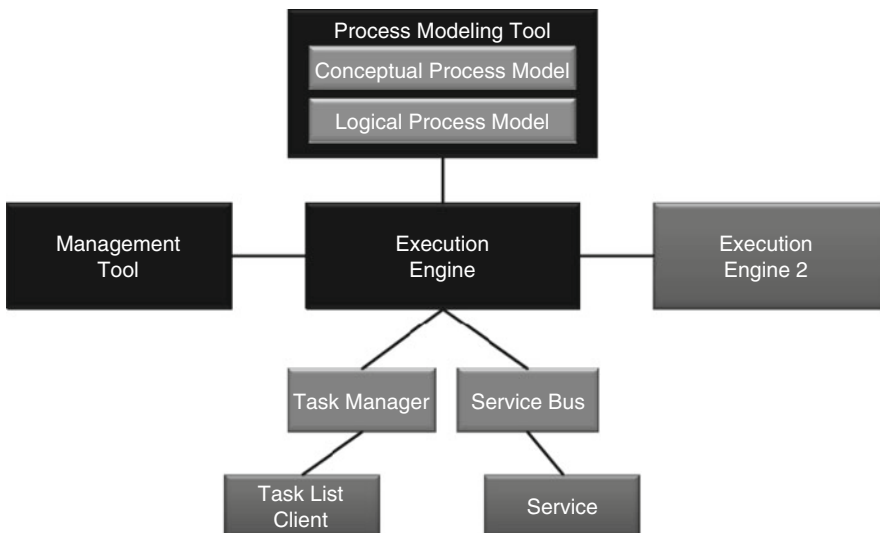 Process Modeling Tool
Conceptual Process Model
Logical Process Model
Management
Tool
Execution
Engine
Execution
Engine 2
Task Manager
Service Bus
Task List
Client
Service